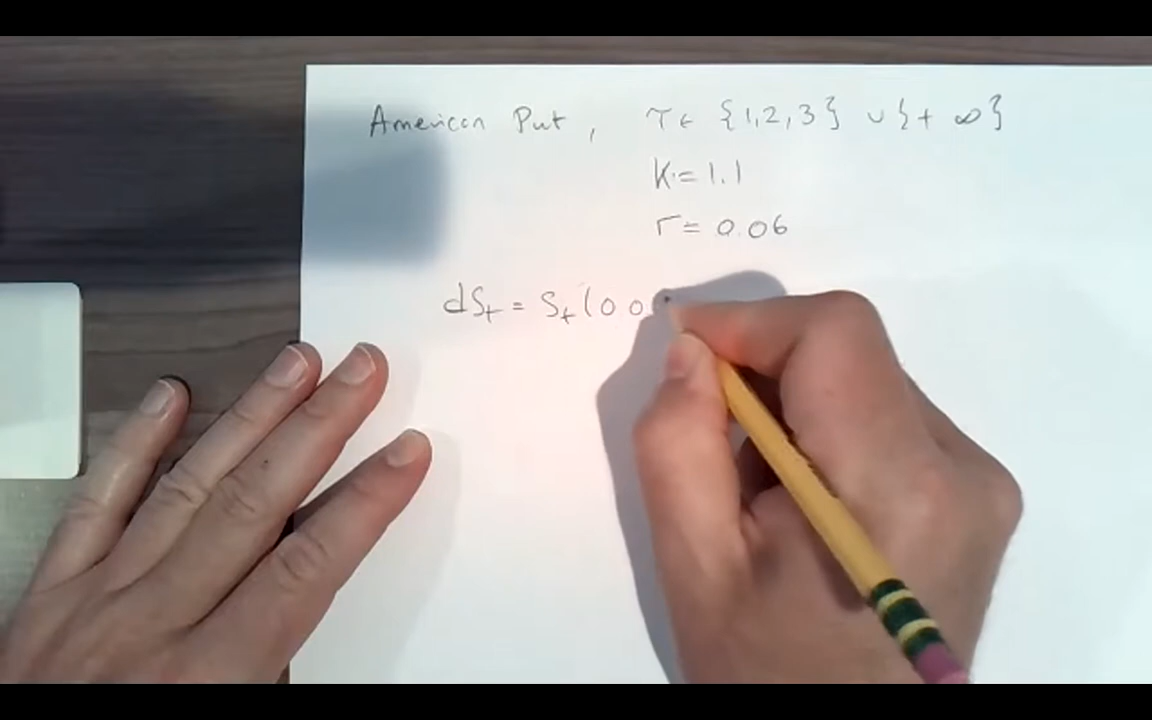 American Put, τ ∈ {1,2,3} ∪ {+ ∞}
K = 1.1
r = 0.06
dS_t = S_t (0.0